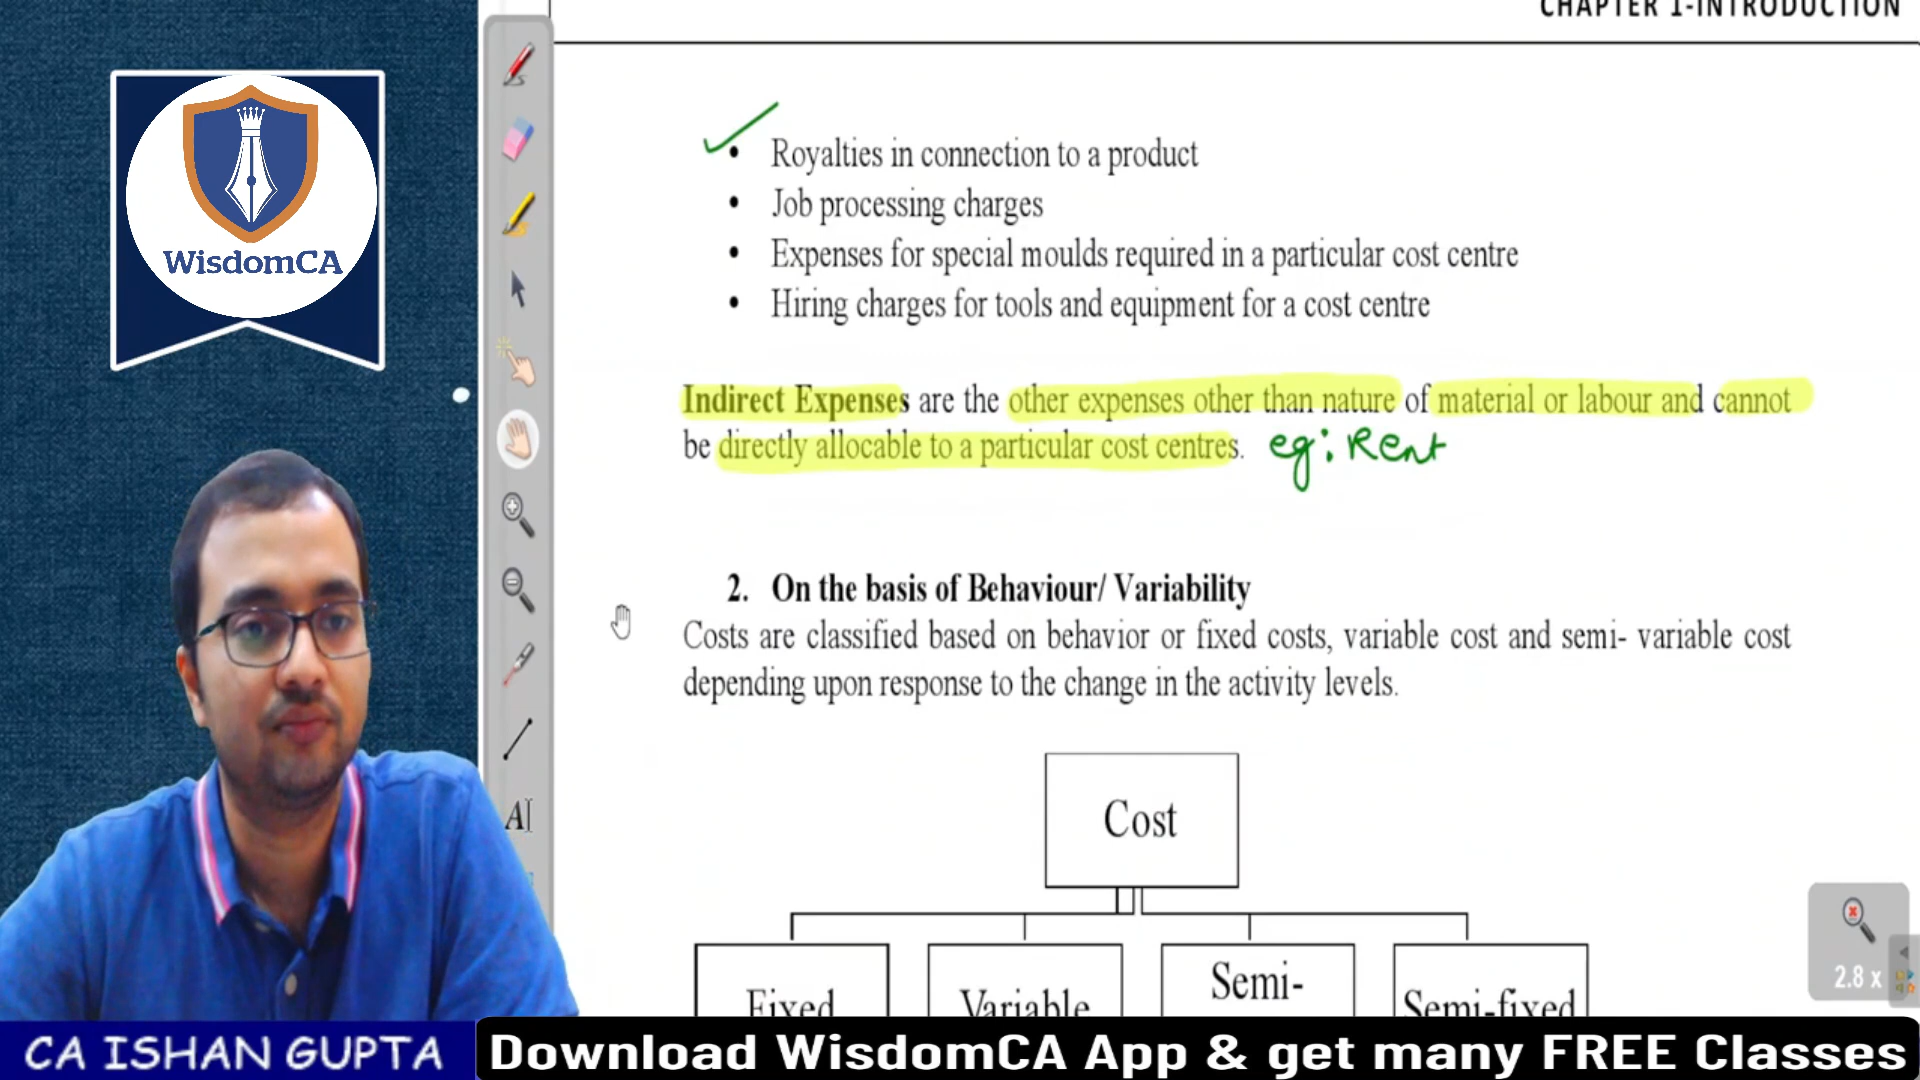 CHAPTER 1-INTRODUCTION
• Royalties in connection to a product
• Job processing charges
• Expenses for special moulds required in a particular cost centre
• Hiring charges for tools and equipment for a cost centre
WisdomCA
Indirect Expenses are the other expenses other than nature of material or labour and cannot
be directly allocable to a particular cost centres. eg: Rent
2. On the basis of Behaviour/ Variability
Costs are classified based on behavior or fixed costs, variable cost and semi- variable cost
depending upon response to the change in the activity levels.
A
Cost
Fixed
Variable
Semi-
Semi-fixed
2.8 x
CA ISHAN GUPTA
Download WisdomCA App & get many FREE Classes